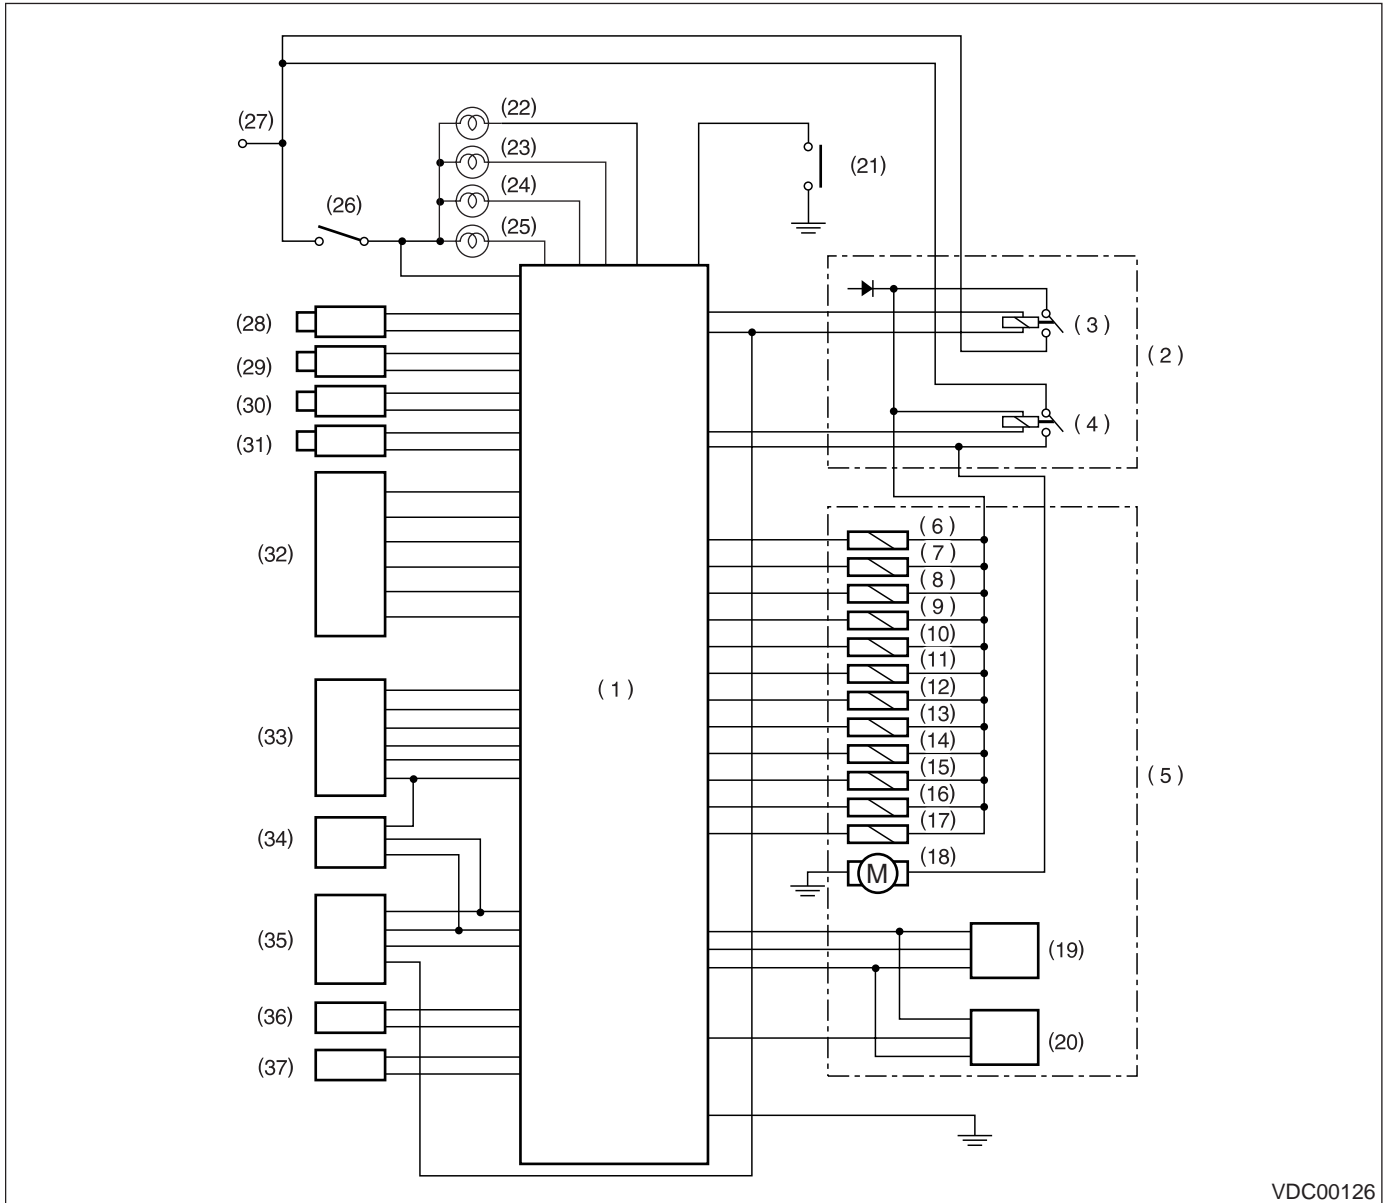 (22)
(27)
(23)
(21)
(24)
(26)
(25)
(28)
( 3 )
( 2 )
(29)
(30)
( 4 )
(31)
( 6 )
(32)
( 7 )
( 8 )
( 9 )
(10)
(11)
( 1 )
(12)
(13)
(33)
(14)
(15)
( 5 )
(16)
(17)
(34)
(18)
M
(35)
(19)
(36)
(20)
(37)
VDC00126